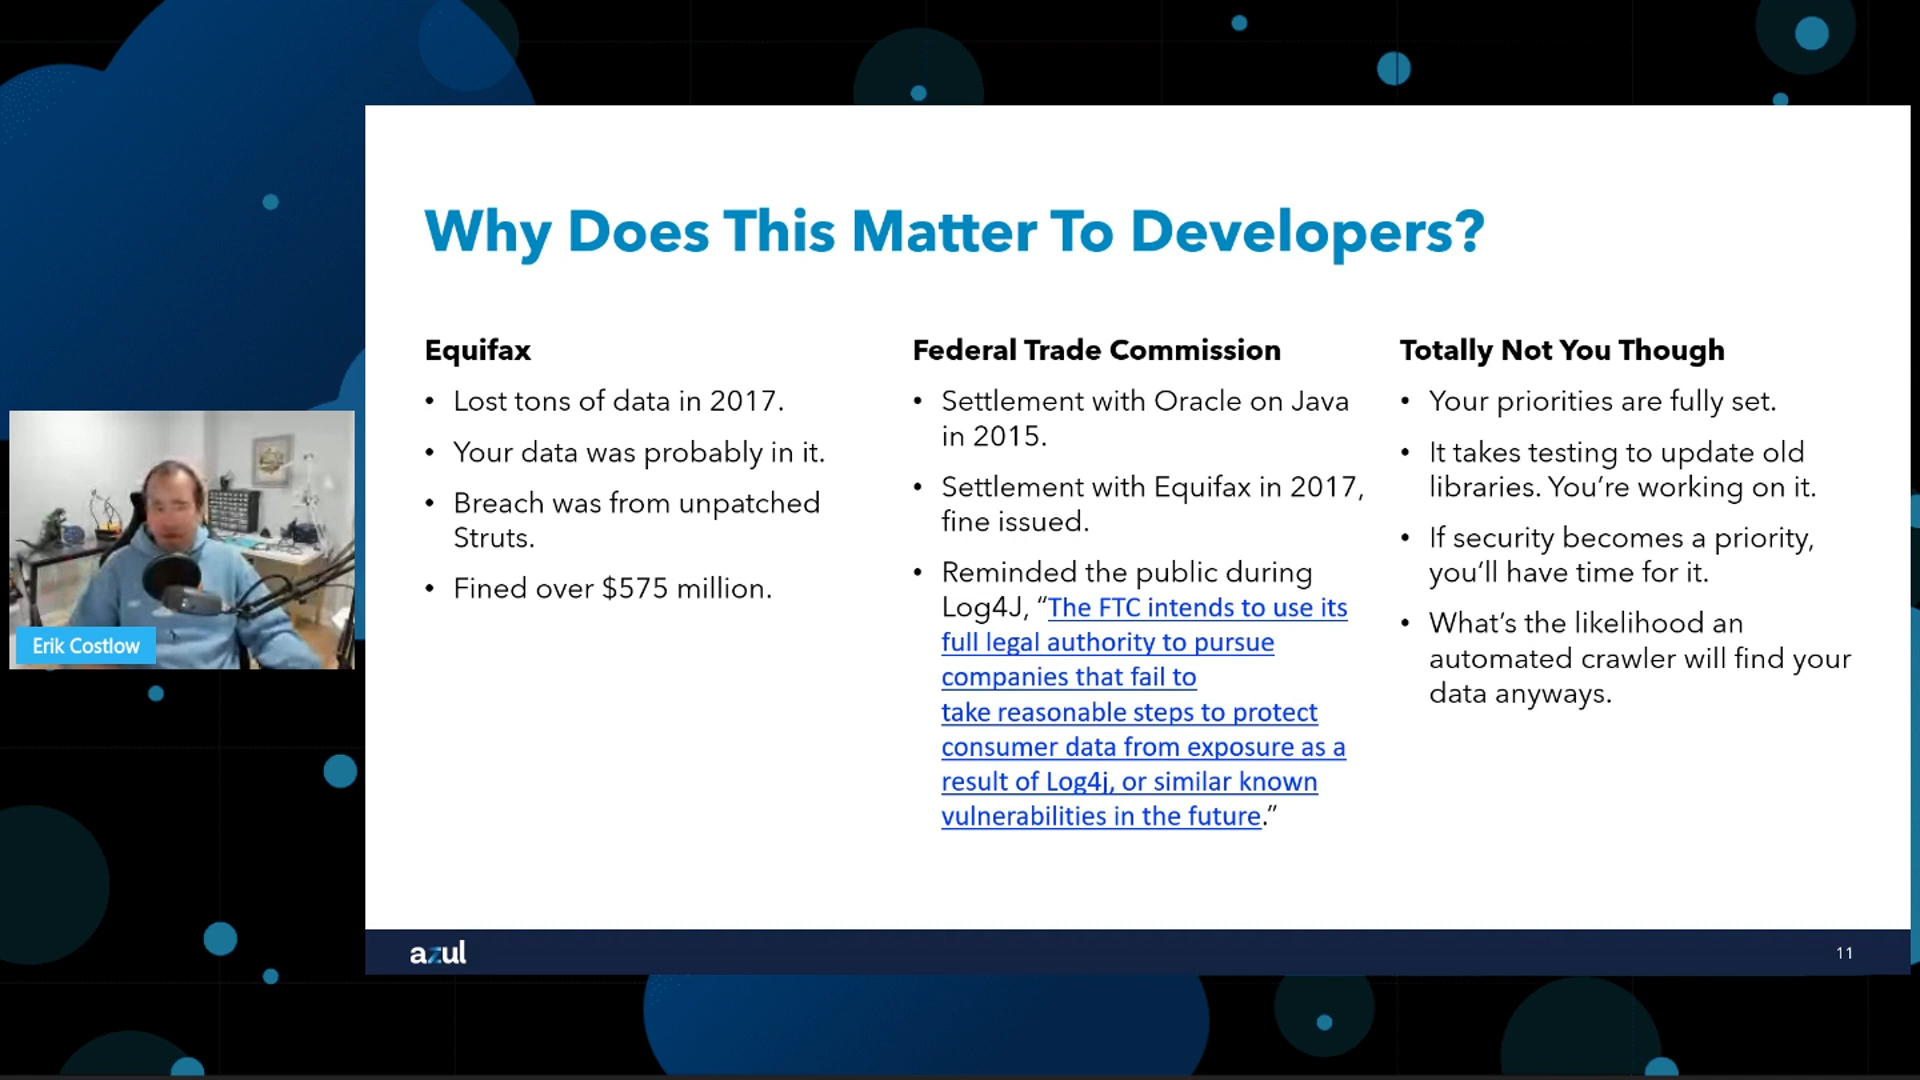 Why Does This Matter To Developers?
Equifax
• Lost tons of data in 2017.
• Your data was probably in it.
• Breach was from unpatched
Struts.
• Fined over $575 million.
Federal Trade Commission
• Settlement with Oracle on Java
in 2015.
• Settlement with Equifax in 2017,
fine issued.
• Reminded the public during
Log4J, “The FTC intends to use its
full legal authority to pursue
companies that fail to
take reasonable steps to protect
consumer data from exposure as a
result of Log4j, or similar known
vulnerabilities in the future.”
Totally Not You Though
• Your priorities are fully set.
• It takes testing to update old
libraries. You’re working on it.
• If security becomes a priority,
you’ll have time for it.
• What’s the likelihood an
automated crawler will find your
data anyways.
Erik Costlow
azul
11